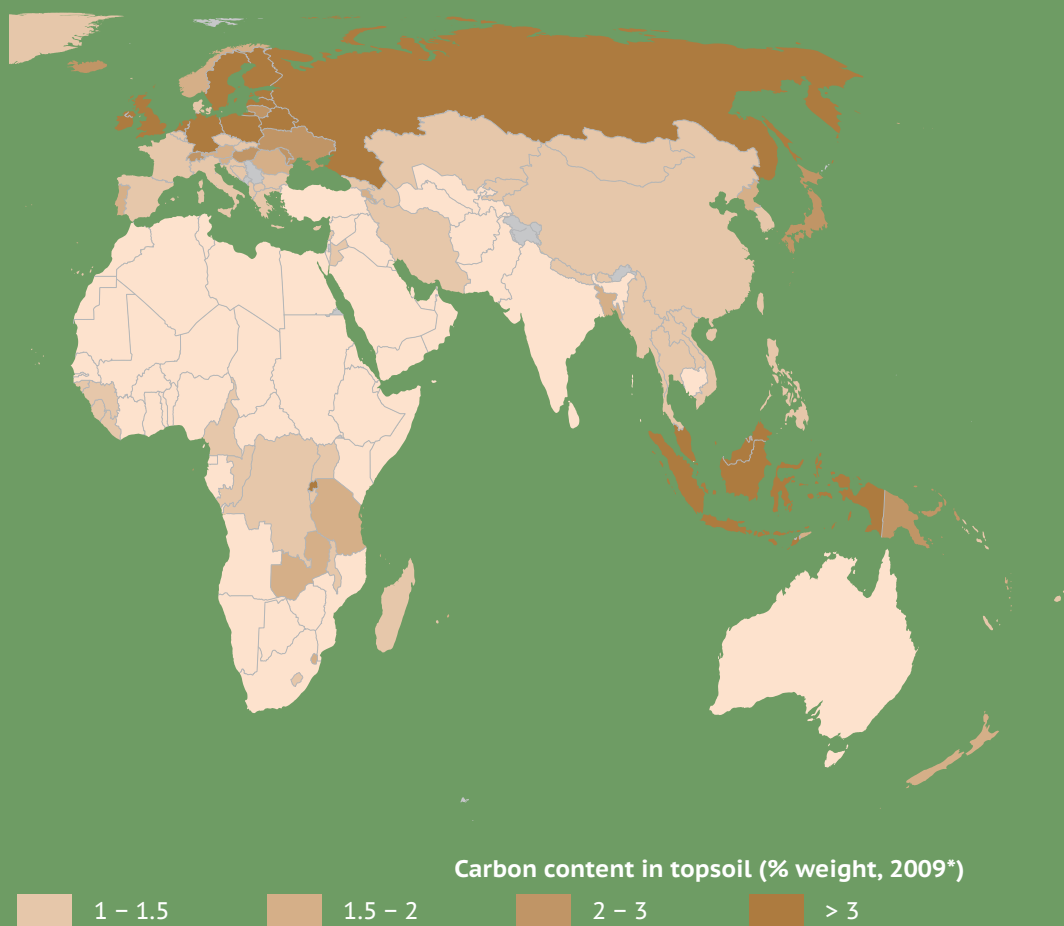 Carbon content in topsoil (% weight, 2009*)
1 – 1.5 1.5 – 2 2 – 3 > 3